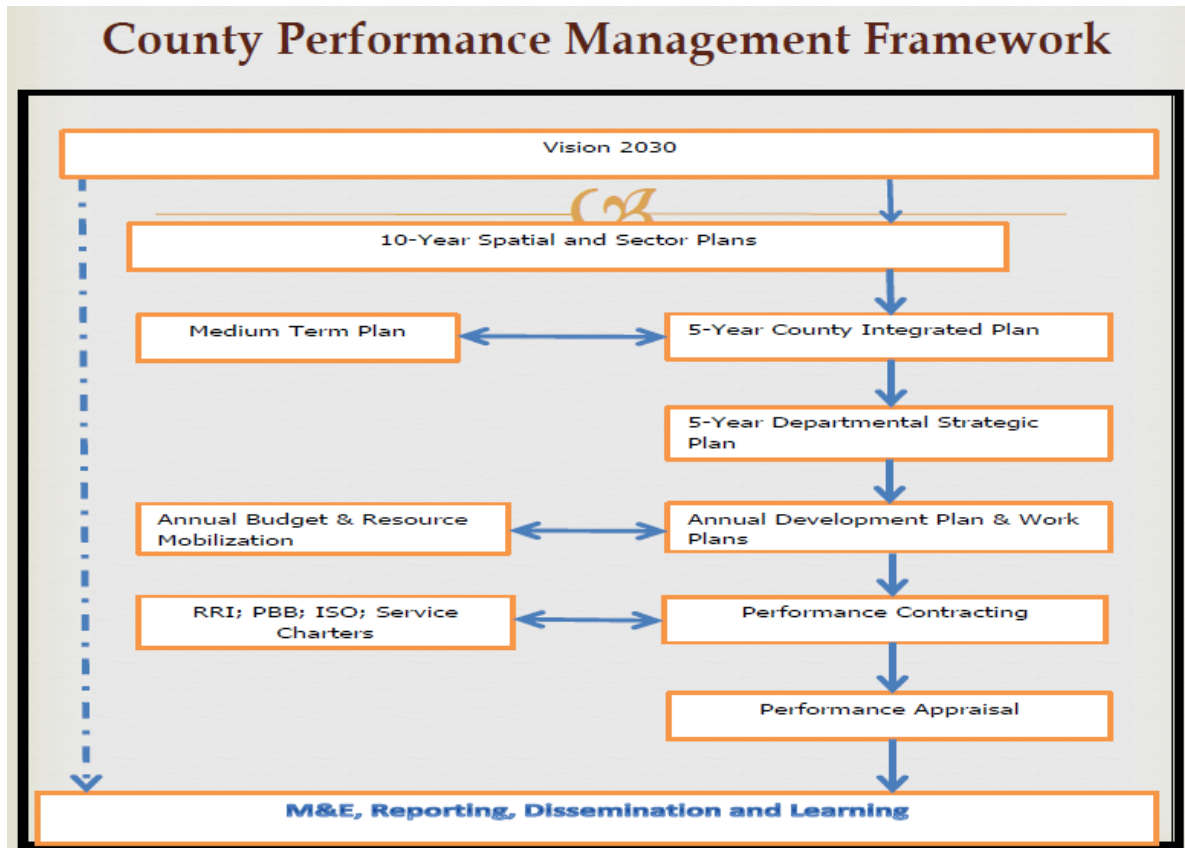 County Performance Management Framework
Vision 2030
10-Year Spatial and Sector Plans
Medium Term Plan
5-Year County Integrated Plan
5-Year Departmental Strategic
Plan
Annual Budget & Resource
Mobilization
Annual Development Plan & Work
Plans
RRI; PBB; ISO; Service
Charters
Performance Contracting
Performance Appraisal
M&E, Reporting, Dissemination and Learning